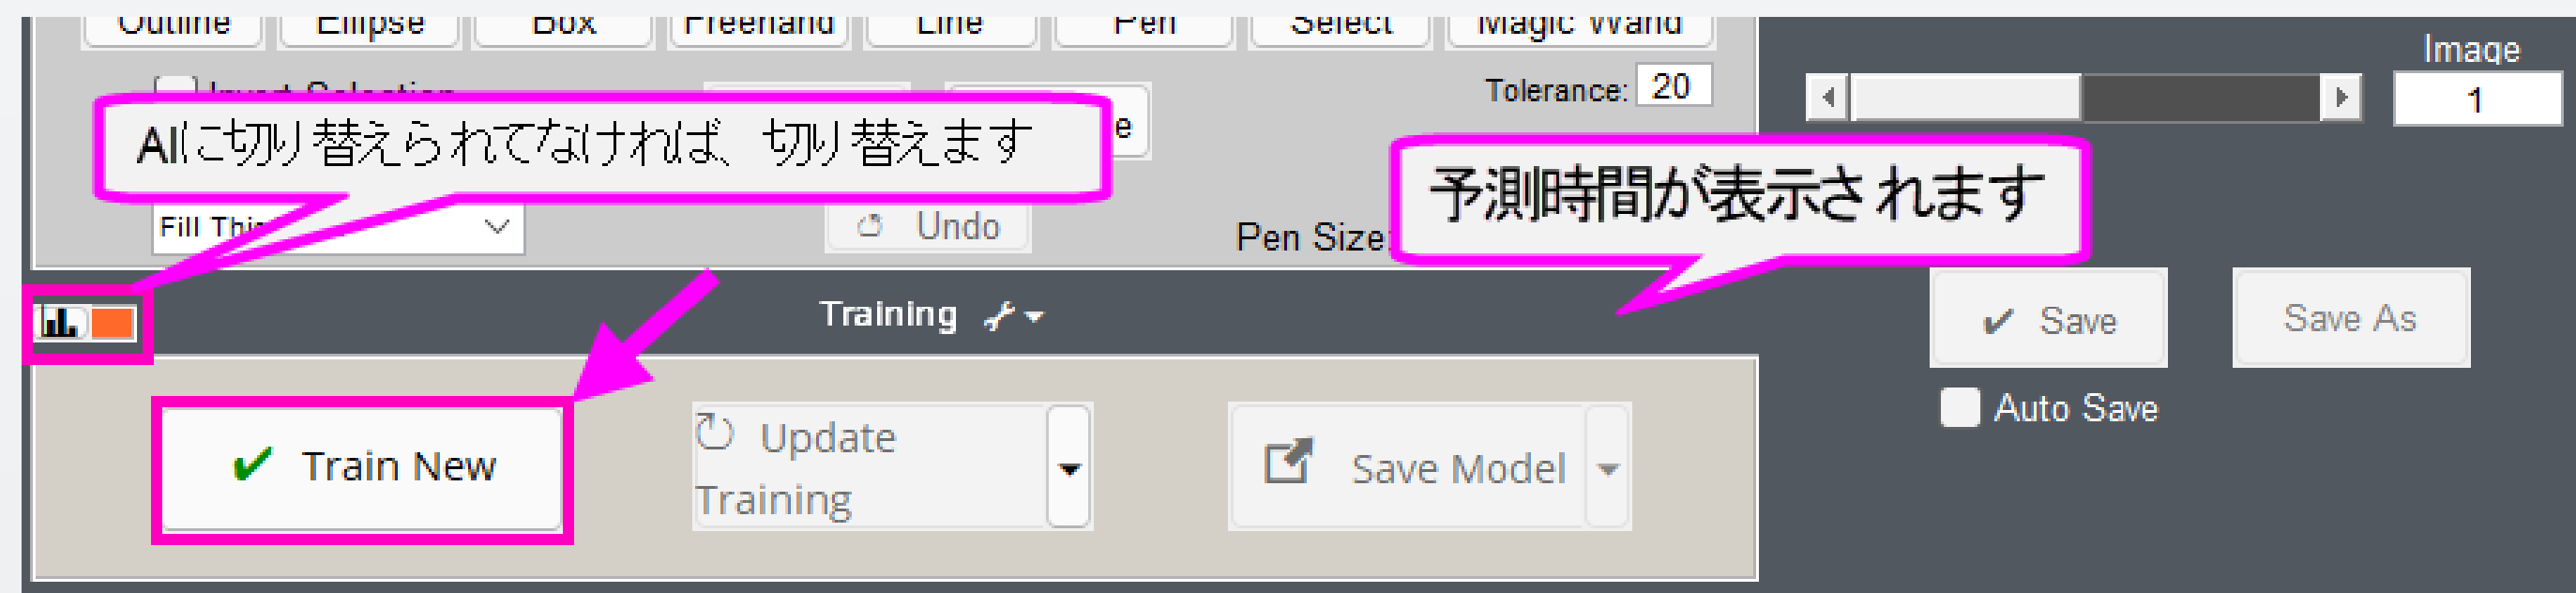 Outline Ellipse Box Freehand Line Pen Select Magic Wand
Image
Invert Selection
Tolerance: 20
1
AIに切り替えられてなければ、切り替えます
予測時間が表示されます
Undo
Pen Size:
Training
Save
Save As
Auto Save
Train New
Update
Training
Save Model